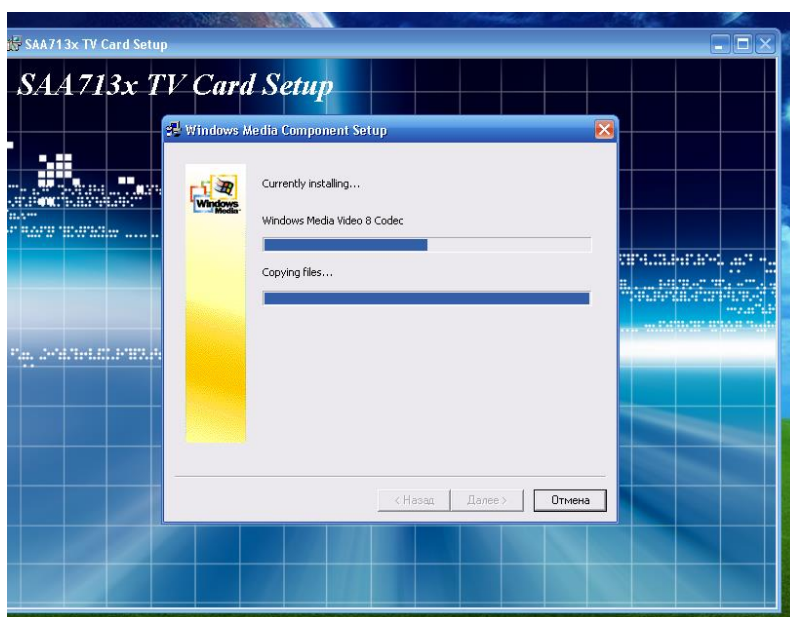 SAA713x TV Card Setup
SAA713x TV Card Setup
Windows Media Component Setup
Windows
Media
Currently installing...
Windows Media Video 8 Codec
Copying files...
< Назад
Далее >
Отмена